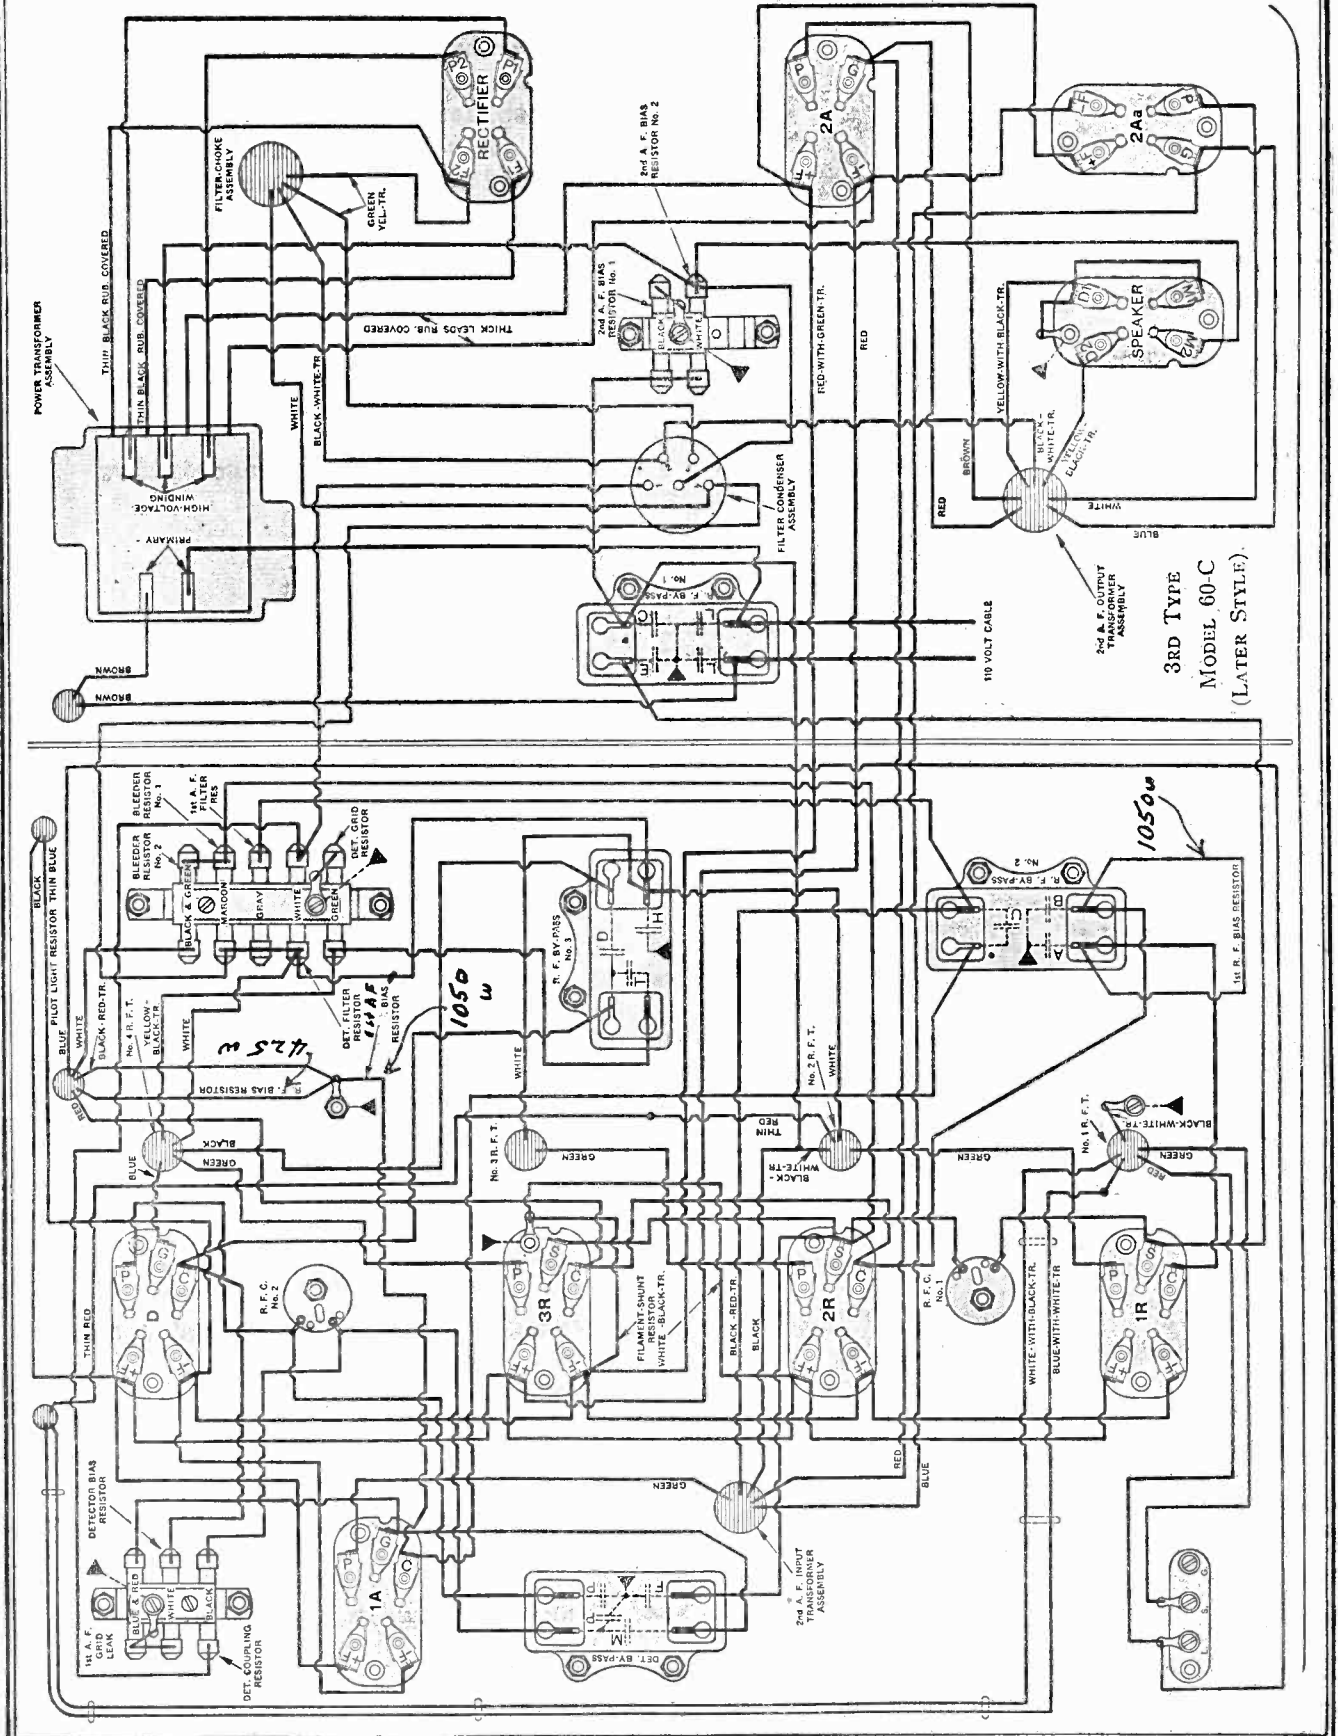 POWER TRANSFORMER
ASSEMBLY
THIN BLACK RUB. COVERED
THIN BLACK RUB. COVERED
HIGH-VOLTAGE-
WINDING
PRIMARY
BROWN
BROWN
FILTER-CHOKE
ASSEMBLY
GREEN
YEL.-TR.
P2
P1
RECTIFIER
F2
F1
THICK LEADS RUB. COVERED
WHITE
BLACK-WHITE-TR
2nd A. F. BIAS
RESISTOR No. 2
2nd A. F. BIAS
RESISTOR No. 1
BLACK
WHITE
FILTER CONDENSER
ASSEMBLY
R. F. BY-PASS
No. 1
110 VOLT CABLE
P
G
2A
F+
F-
RED-WITH-GREEN-TR.
RED
F-
P
2Aa
F+
G
YELLOW-WITH-BLACK-TR.
D1
SPEAKER
D2
M2
BLACK-
WHITE-TR.
YELLOW-
BLACK-TR.
BROWN
RED
WHITE
BLUE
2nd A. F. OUTPUT
TRANSFORMER
ASSEMBLY
3RD TYPE
MODEL 60-C
(LATER STYLE).
BLACK
PILOT LIGHT RESISTOR THIN BLUE
BLEEDER
RESISTOR
No. 1
1st A. F.
FILTER
RES
BLEEDER
RESISTOR
No. 2
DET. GRID
RESISTOR
BLACK & GREEN
MAROON
GRAY
WHITE
GREEN
BLUE
WHITE
BLACK-RED-TR.
No. 4 R. F. T.
YELLOW-
BLACK-TR.
WHITE
DET. FILTER
RESISTOR
1st AF
BIAS
RESISTOR
1050
ω
425 ω
R. F. BIAS RESISTOR
RED
BLACK
GREEN
BLUE
R. F. BY-PASS
No. 3
D
H
T
WHITE
No. 3 R. F. T.
GREEN
No. 2 R. F. T.
WHITE
THIN
RED
BLACK-
WHITE-TR
GREEN
R. F. BY-PASS
No. 2
A
B
C
1050ω
1st R. F. BIAS RESISTOR
No. 1 R. F. T.
BLACK-WHITE-TR.
GREEN
RED
THIN RED
P
G
D
F+
F-
R. F. C.
No. 2
P
S
3R
F+
F-
FILAMENT-SHUNT
RESISTOR
WHITE-BLACK-TR.
BLACK-RED-TR.
BLACK
P
S
G
2R
F+
F-
R. F. C.
No. 1
WHITE-WITH-BLACK-TR.
BLUE-WITH-WHITE-TR
P
S
G
1R
F+
F-
DETECTOR BIAS
RESISTOR
1st A. F.
GRID
LEAK
BLUE & RED
WHITE
BLACK
DET. COUPLING
RESISTOR
P
G
C
1A
F+
F-
GREEN
RED
BLUE
2nd A. F. INPUT
TRANSFORMER
ASSEMBLY
M
DET. BY-PASS
L.
S.
G.